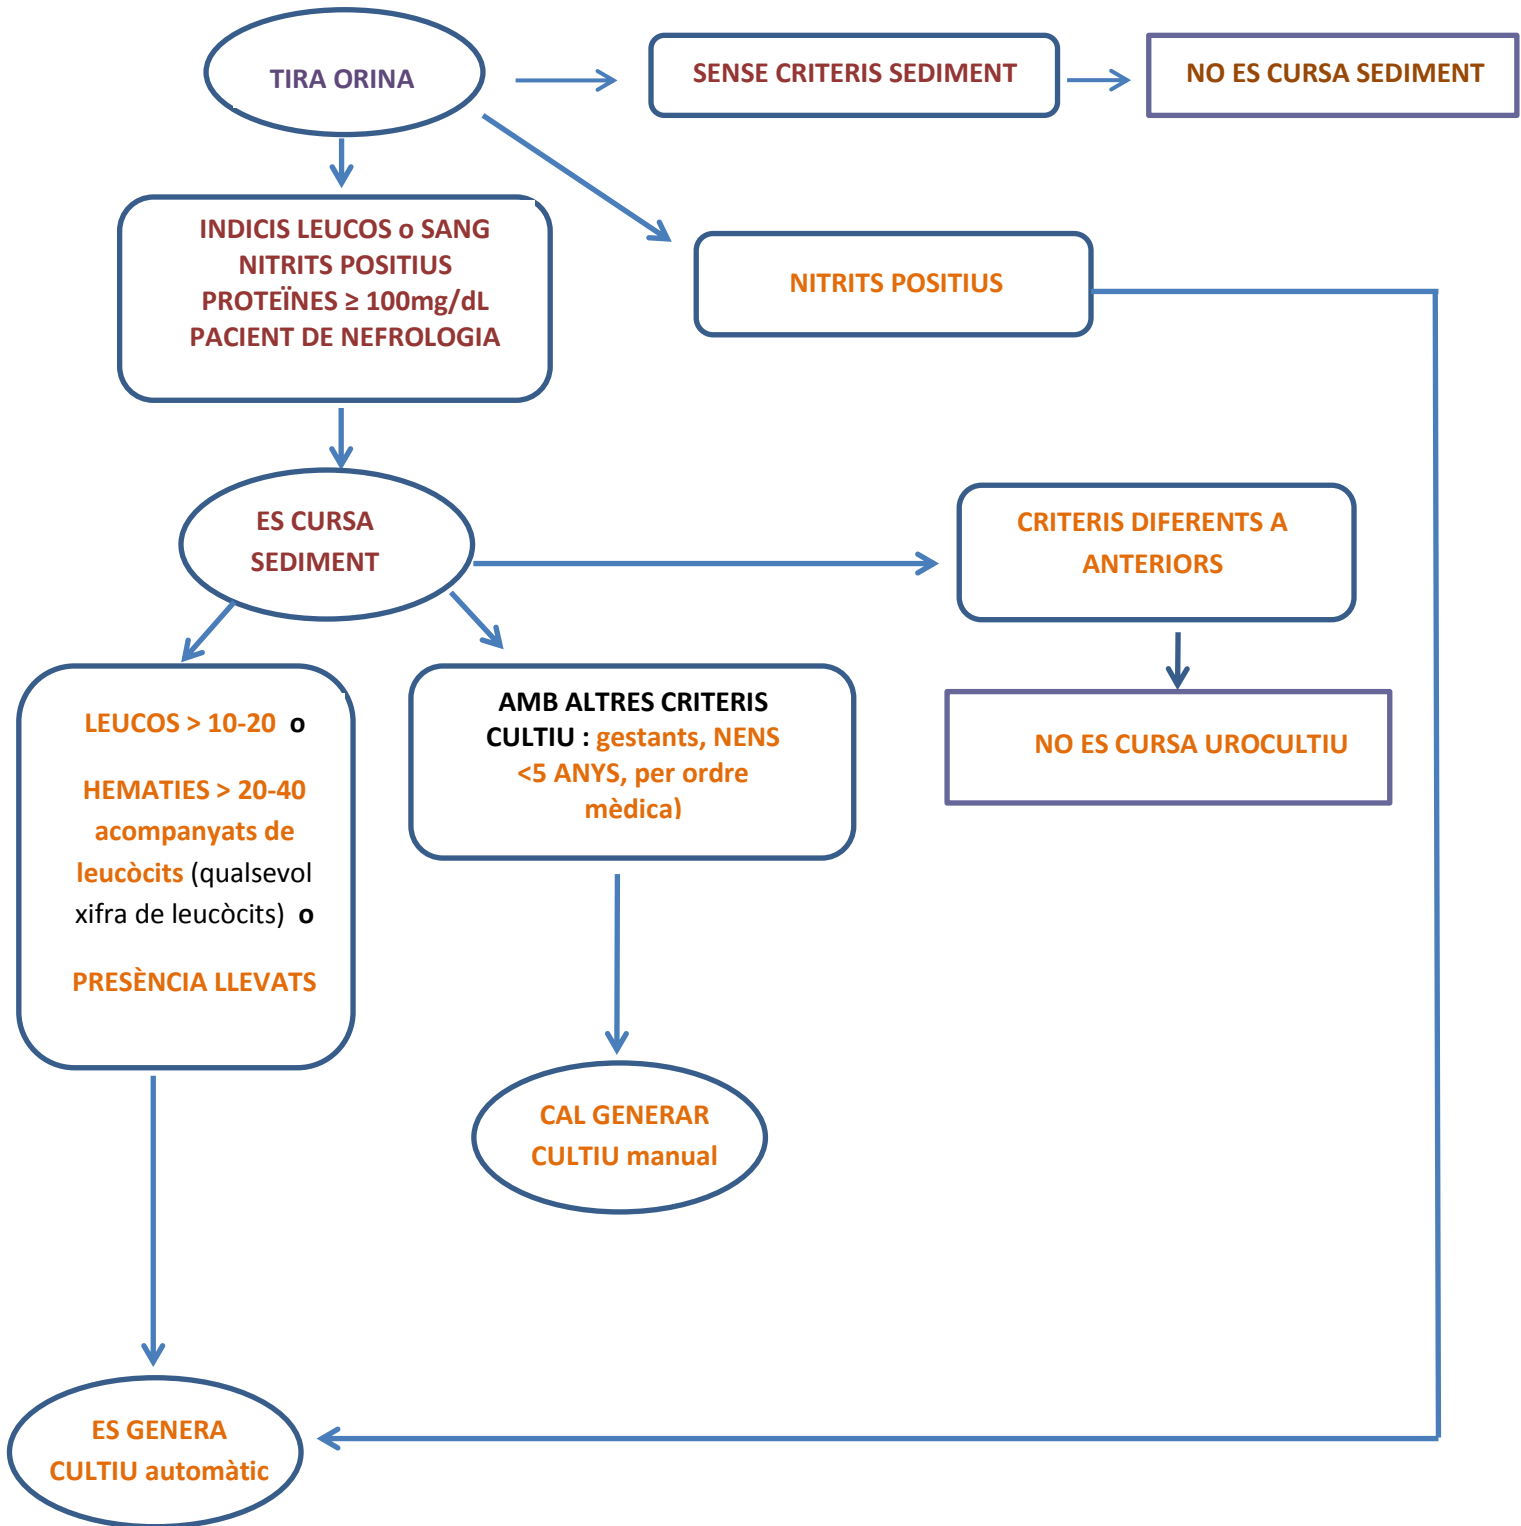 TIRA ORINA
SENSE CRITERIS SEDIMENT
NO ES CURSA SEDIMENT
INDICIS LEUCOS o SANG
NITRITS POSITIUS
PROTEÏNES ≥ 100mg/dL
PACIENT DE NEFROLOGIA
NITRITS POSITIUS
ES CURSA
SEDIMENT
CRITERIS DIFERENTS A
ANTERIORS
LEUCOS > 10-20 o
HEMATIES > 20-40
acompanyats de
leucòcits (qualsevol
xifra de leucòcits) o
PRESÈNCIA LLEVATS
AMB ALTRES CRITERIS
CULTIU : gestants, NENS
<5 ANYS, per ordre
mèdica)
NO ES CURSA UROCULTIU
CAL GENERAR
CULTIU manual
ES GENERA
CULTIU automàtic